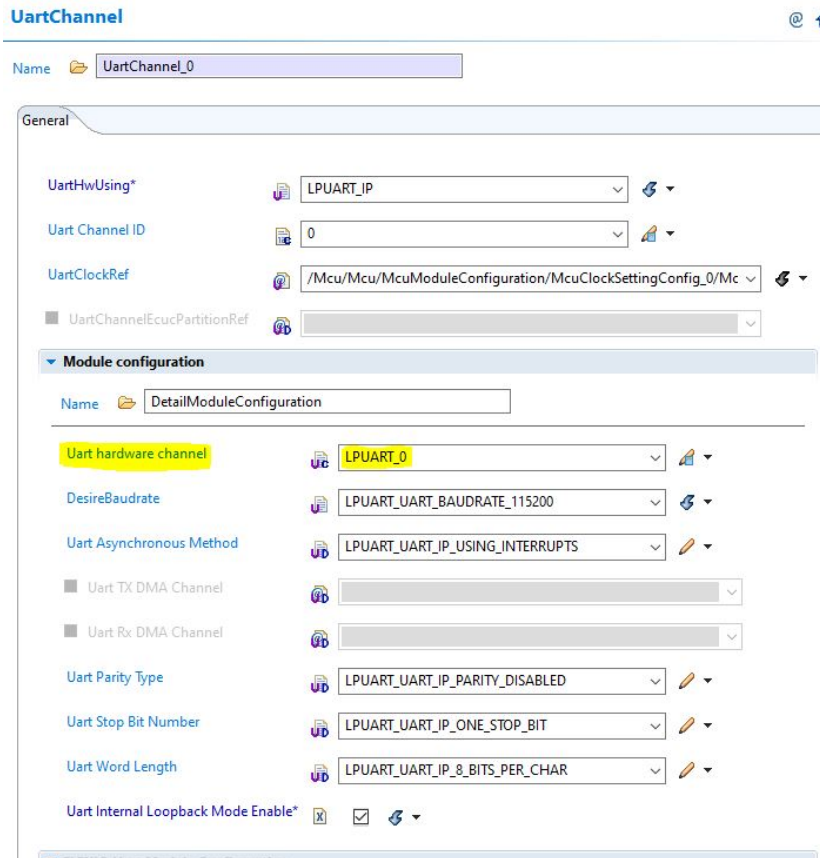 UartChannel
Name UartChannel_0
General
UartHwUsing* LPUART_IP
Uart Channel ID 0
UartClockRef /Mcu/Mcu/McuModuleConfiguration/McuClockSettingConfig_0/Mc
UartChannelEcucPartitionRef
Module configuration
Name DetailModuleConfiguration
Uart hardware channel LPUART_0
DesireBaudrate LPUART_UART_BAUDRATE_115200
Uart Asynchronous Method LPUART_UART_IP_USING_INTERRUPTS
Uart TX DMA Channel
Uart Rx DMA Channel
Uart Parity Type LPUART_UART_IP_PARITY_DISABLED
Uart Stop Bit Number LPUART_UART_IP_ONE_STOP_BIT
Uart Word Length LPUART_UART_IP_8_BITS_PER_CHAR
Uart Internal Loopback Mode Enable*